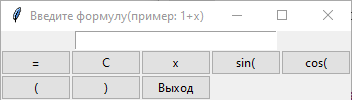 Введите формулу(пример: 1+x)
= C x sin( cos(
( ) Выход